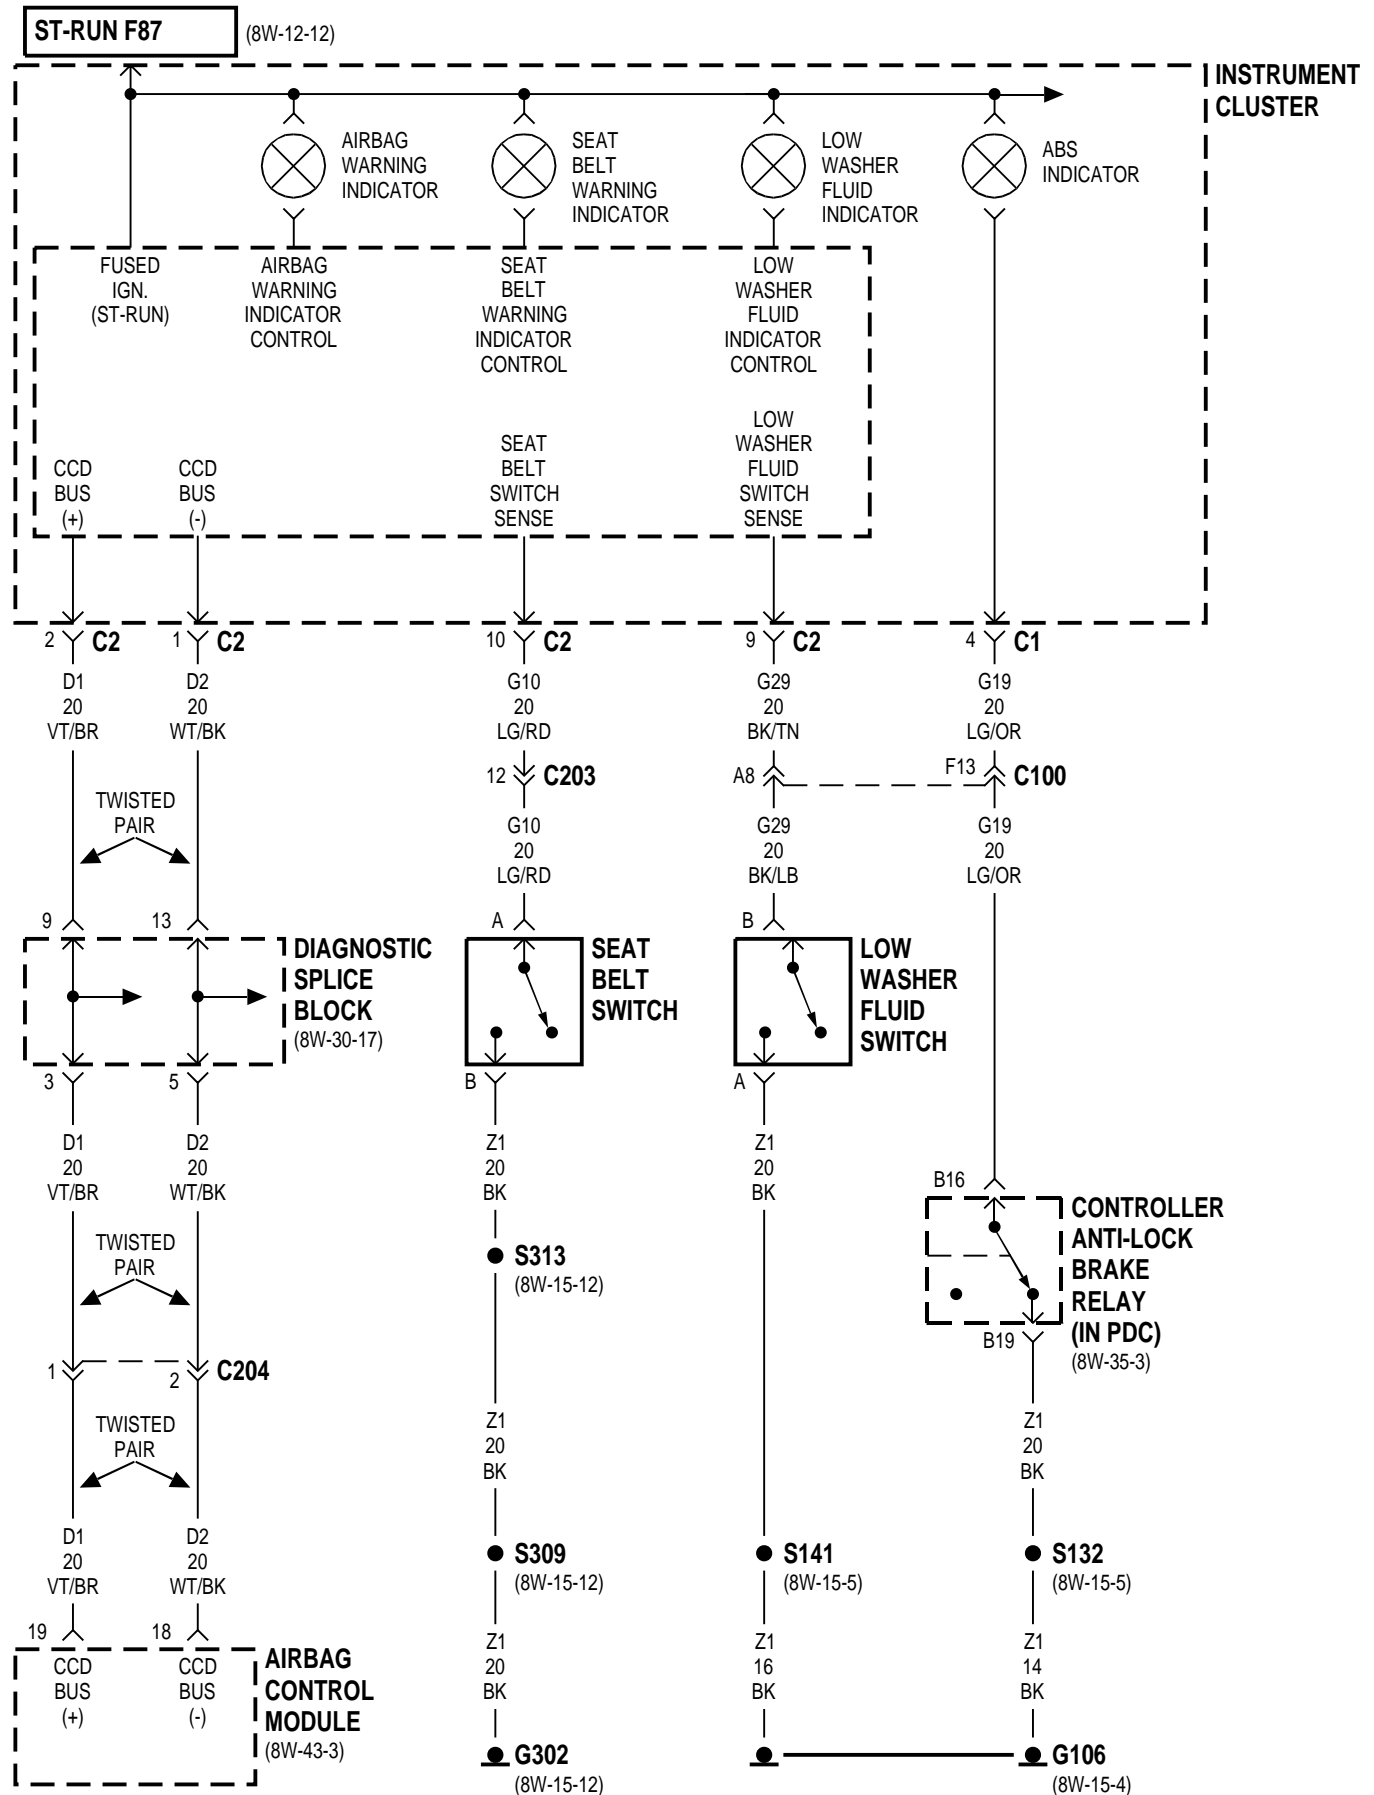 ST-RUN F87
(8W-12-12)
INSTRUMENT
CLUSTER
AIRBAG
WARNING
INDICATOR
SEAT
BELT
WARNING
INDICATOR
LOW
WASHER
FLUID
INDICATOR
ABS
INDICATOR
FUSED
IGN.
(ST-RUN)
AIRBAG
WARNING
INDICATOR
CONTROL
SEAT
BELT
WARNING
INDICATOR
CONTROL
LOW
WASHER
FLUID
INDICATOR
CONTROL
CCD
BUS
(+)
CCD
BUS
(-)
SEAT
BELT
SWITCH
SENSE
LOW
WASHER
FLUID
SWITCH
SENSE
2 C2
1 C2
10 C2
9 C2
4 C1
D1
20
VT/BR
D2
20
WT/BK
G10
20
LG/RD
G29
20
BK/TN
G19
20
LG/OR
12 C203
A8
F13 C100
TWISTED
PAIR
G10
20
LG/RD
G29
20
BK/LB
G19
20
LG/OR
9
13
A
B
DIAGNOSTIC
SPLICE
BLOCK
(8W-30-17)
SEAT
BELT
SWITCH
LOW
WASHER
FLUID
SWITCH
3
5
B
A
D1
20
VT/BR
D2
20
WT/BK
Z1
20
BK
Z1
20
BK
B16
CONTROLLER
ANTI-LOCK
BRAKE
RELAY
(IN PDC)
(8W-35-3)
B19
TWISTED
PAIR
S313
(8W-15-12)
1
2 C204
TWISTED
PAIR
Z1
20
BK
Z1
20
BK
D1
20
VT/BR
D2
20
WT/BK
S309
(8W-15-12)
S141
(8W-15-5)
S132
(8W-15-5)
19
18
CCD
BUS
(+)
CCD
BUS
(-)
AIRBAG
CONTROL
MODULE
(8W-43-3)
Z1
20
BK
Z1
16
BK
Z1
14
BK
G302
(8W-15-12)
G106
(8W-15-4)